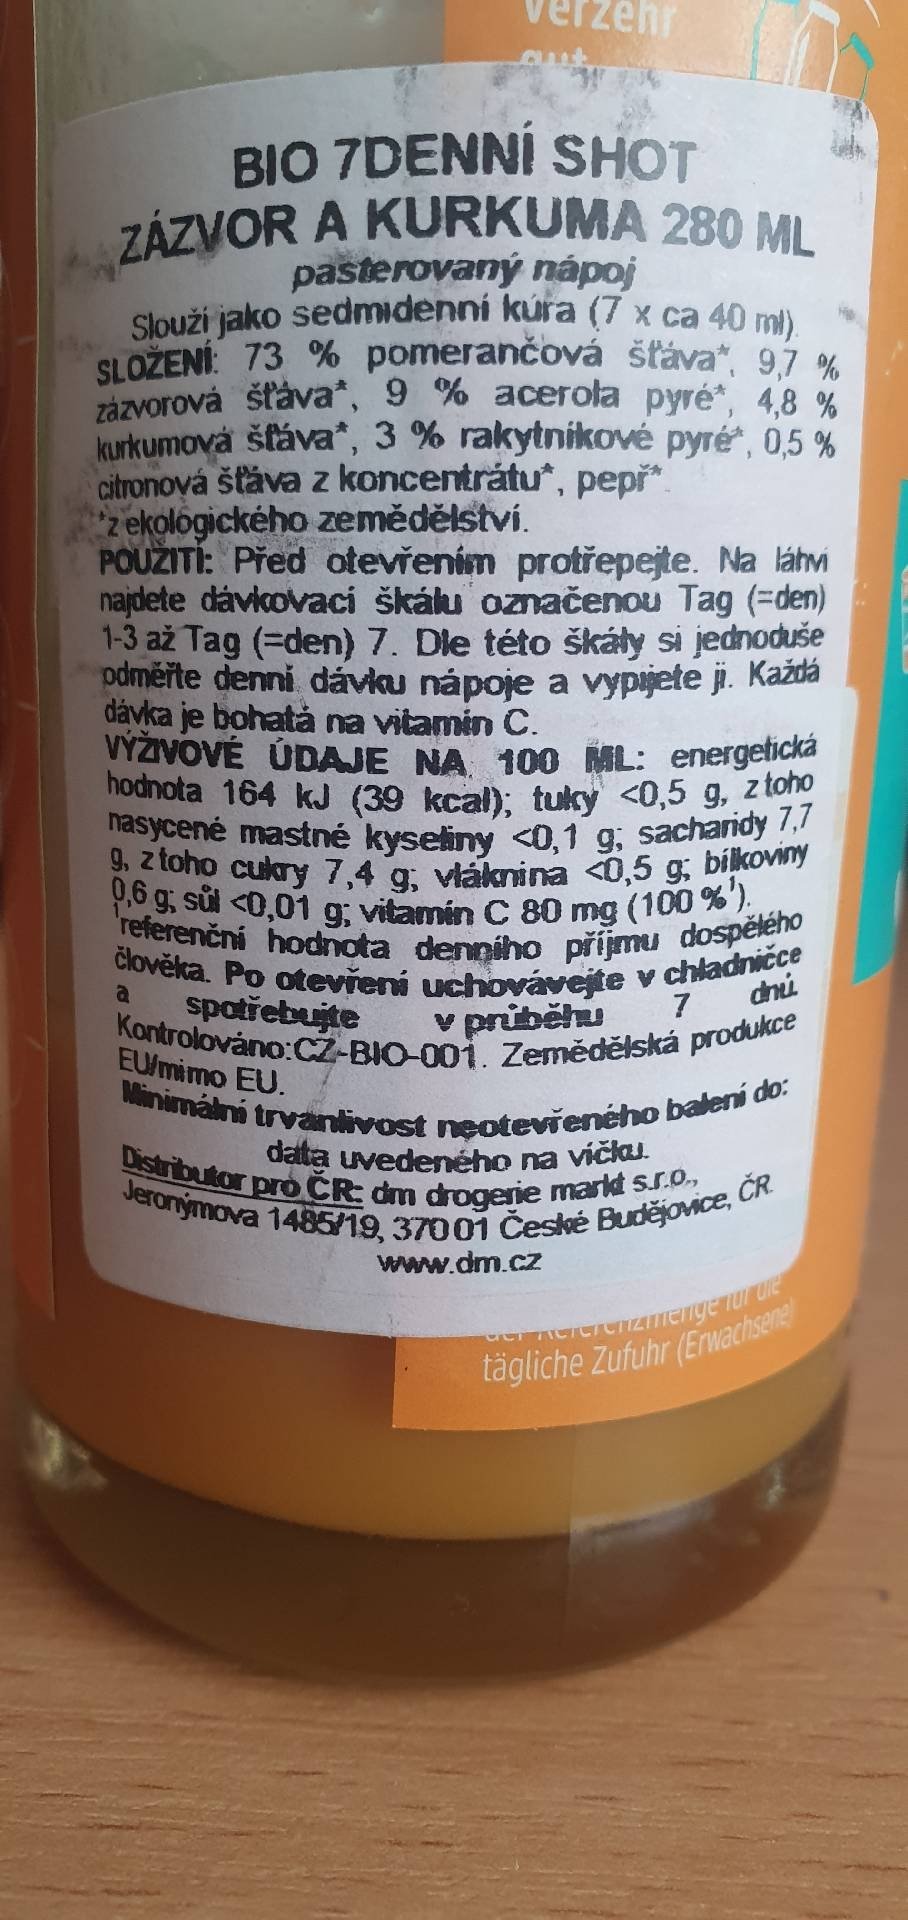 Verzehr
gut
BIO 7DENNÍ SHOT
ZÁZVOR A KURKUMA 280 ML
pasterovaný nápoj
Slouží jako sedmidenní kúra (7 x ca 40 ml).
SLOŽENÍ: 73 % pomerančová šťáva*, 9,7 %
zázvorová šťáva*, 9 % acerola pyré*, 4,8 %
kurkumová šťáva*, 3 % rakytníkové pyré*, 0,5 %
citronová šťáva z koncentrátu*, pepř*.
*z ekologického zemědělství.
POUŽITÍ: Před otevřením protřepejte. Na láhvi
najdete dávkovací škálu označenou Tag (=den)
1-3 až Tag (=den) 7. Dle této škály si jednoduše
odměřte denní dávku nápoje a vypijete ji. Každá
dávka je bohatá na vitamin C.
VÝŽIVOVÉ ÚDAJE NA 100 ML: energetická
hodnota 164 kJ (39 kcal); tuky <0,5 g, z toho
nasycené mastné kyseliny <0,1 g; sacharidy 7,7
g, z toho cukry 7,4 g; vláknina <0,5 g; bílkoviny
0,6 g; sůl <0,01 g; vitamín C 80 mg (100 %¹).
¹referenční hodnota denního příjmu dospělého
člověka. Po otevření uchovávejte v chladničce
a spotřebujte v průběhu 7 dnů.
Kontrolováno:CZ-BIO-001. Zemědělská produkce
EU/mimo EU.
Minimální trvanlivost neotevřeného balení do:
data uvedeného na víčku.
Distributor pro ČR: dm drogerie markt s.r.o.,
Jeronýmova 1485/19, 370 01 České Budějovice, ČR.
www.dm.cz
der Referenzmenge für die
tägliche Zufuhr (Erwachsene)